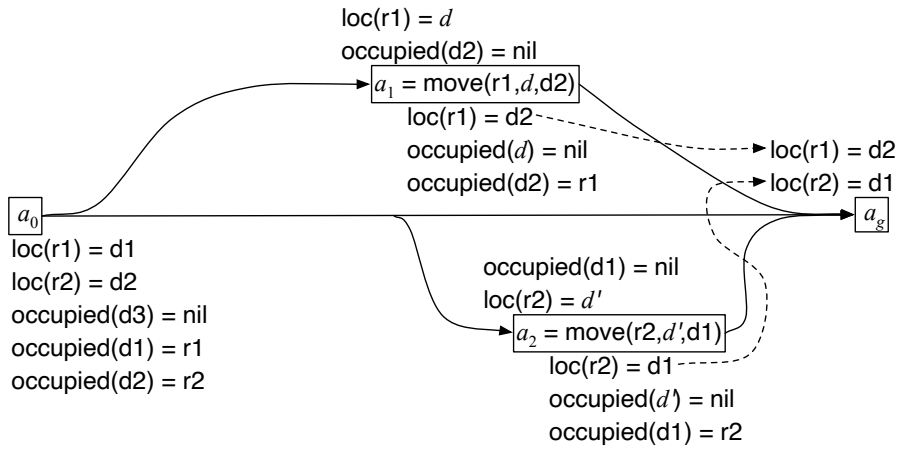 loc(r1) = d
occupied(d2) = nil
a1 = move(r1,d,d2)
loc(r1) = d2
occupied(d) = nil
occupied(d2) = r1
loc(r1) = d2
loc(r2) = d1
a0
ag
loc(r1) = d1
loc(r2) = d2
occupied(d3) = nil
occupied(d1) = r1
occupied(d2) = r2
occupied(d1) = nil
loc(r2) = d′
a2 = move(r2,d′,d1)
loc(r2) = d1
occupied(d′) = nil
occupied(d1) = r2